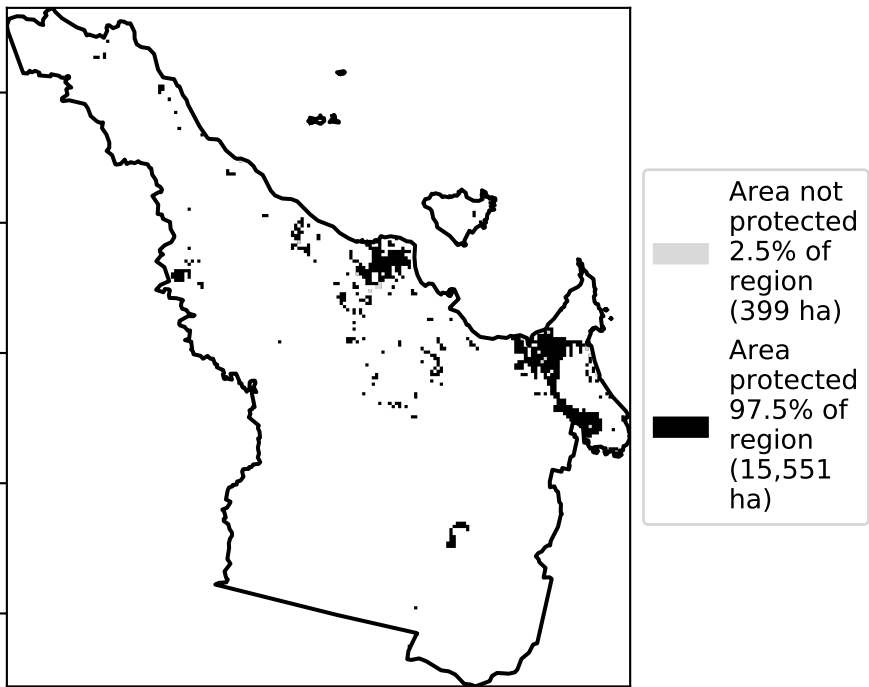 Area not
protected
2.5% of
region
(399 ha)
Area
protected
97.5% of
region
(15,551
ha)